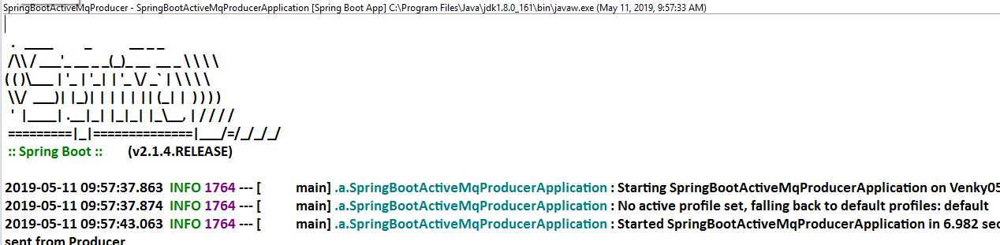 SpringBootActiveMqProducer - SpringBootActiveMqProducerApplication [Spring Boot App] C:\Program Files\Java\jdk1.8.0_161\bin\javaw.exe (May 11, 2019, 9:57:33 AM)
  .   ____          _            __ _ _
 /\\ / ___'_ __ _ _(_)_ __  __ _ \ \ \ \
( ( )\___ | '_ | '_| | '_ \/ _` | \ \ \ \
 \\/  ___)| |_)| | | | | || (_| |  ) ) ) )
  '  |____| .__|_| |_|_| |_\__, | / / / /
 =========|_|==============|___/=/_/_/_/
:: Spring Boot ::        (v2.1.4.RELEASE)
2019-05-11 09:57:37.863  INFO 1764 --- [           main] .a.SpringBootActiveMqProducerApplication : Starting SpringBootActiveMqProducerApplication on Venky05
2019-05-11 09:57:37.874  INFO 1764 --- [           main] .a.SpringBootActiveMqProducerApplication : No active profile set, falling back to default profiles: default
2019-05-11 09:57:43.063  INFO 1764 --- [           main] .a.SpringBootActiveMqProducerApplication : Started SpringBootActiveMqProducerApplication in 6.982 sec
sent from Producer